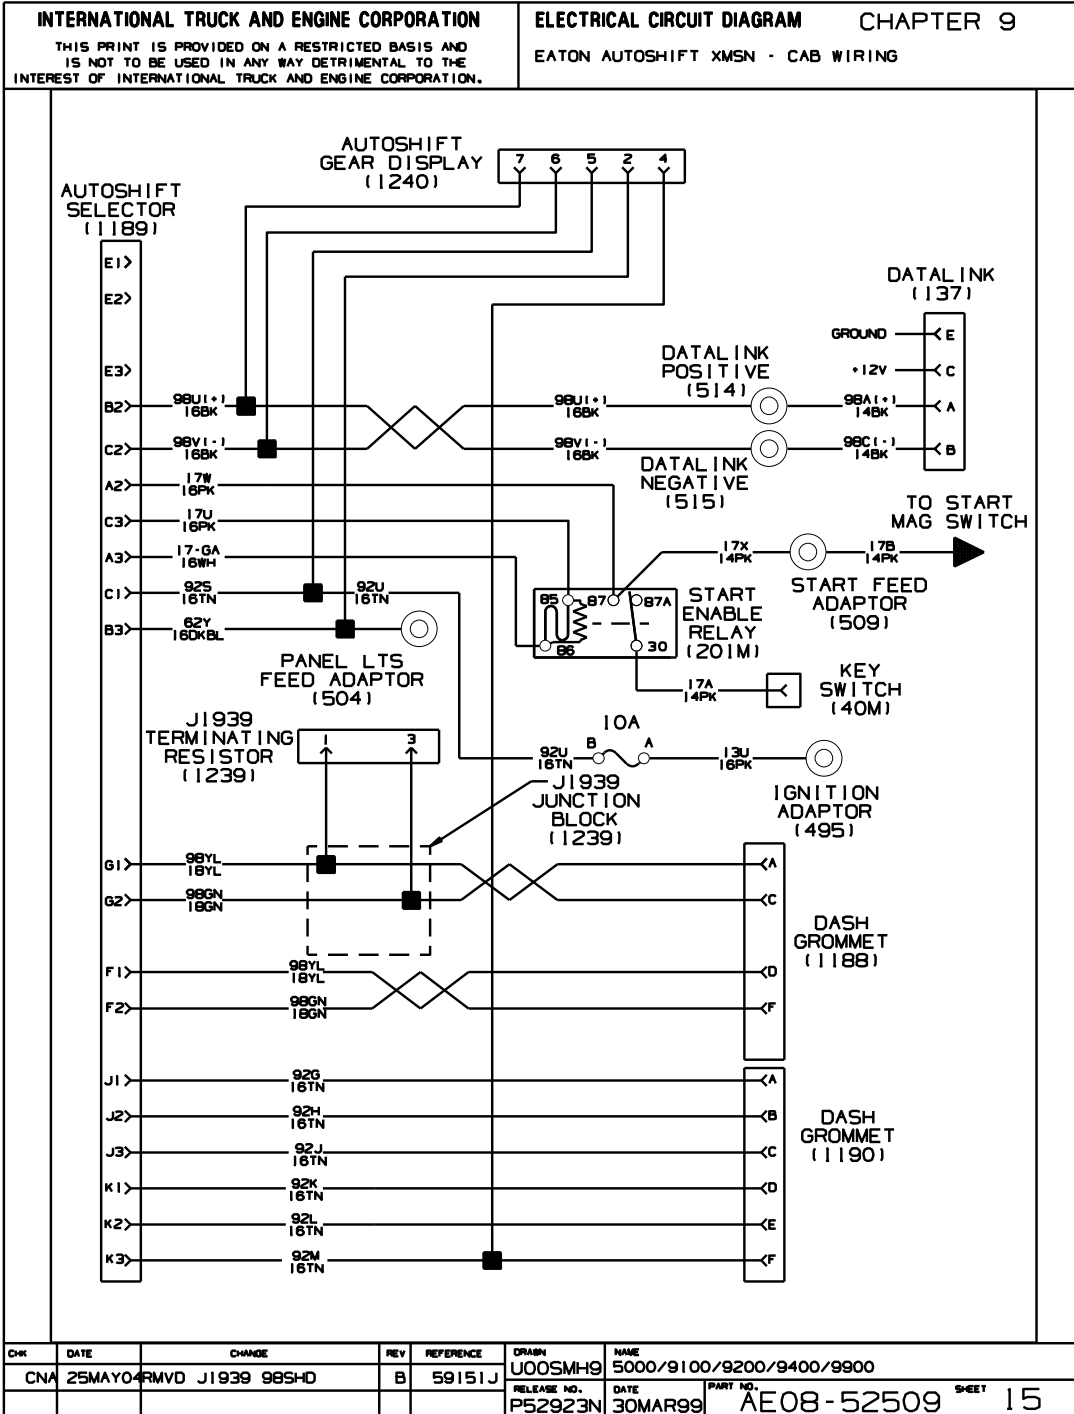 INTERNATIONAL TRUCK AND ENGINE CORPORATION
THIS PRINT IS PROVIDED ON A RESTRICTED BASIS AND
IS NOT TO BE USED IN ANY WAY DETRIMENTAL TO THE
INTEREST OF INTERNATIONAL TRUCK AND ENGINE CORPORATION.
ELECTRICAL CIRCUIT DIAGRAM CHAPTER 9
EATON AUTOSHIFT XMSN - CAB WIRING
AUTOSHIFT
GEAR DISPLAY
(1240)
7 6 5 2 4
AUTOSHIFT
SELECTOR
(1189)
E1
E2
E3
B2
C2
A2
C3
A3
C1
B3
G1
G2
F1
F2
J1
J2
J3
K1
K2
K3
98U(+)
16BK
98V(-)
16BK
17W
16PK
17U
16PK
17-GA
16WH
92S
16TN
62Y
16DKBL
92U
16TN
PANEL LTS
FEED ADAPTOR
(504)
DATALINK
(137)
GROUND E
+12V C
A
B
DATALINK
POSITIVE
(514)
98U(+)
16BK
98A(+)
14BK
98V(-)
16BK
98C(-)
14BK
DATALINK
NEGATIVE
(515)
TO START
MAG SWITCH
17X
14PK
17B
14PK
START FEED
ADAPTOR
(509)
85 87 87A
86 30
START
ENABLE
RELAY
(201M)
17A
14PK
KEY
SWITCH
(40M)
J1939
TERMINATING
RESISTOR
(1239)
1 3
10A
92U
16TN
B A
13U
16PK
IGNITION
ADAPTOR
(495)
J1939
JUNCTION
BLOCK
(1239)
98YL
18YL
98GN
18GN
98YL
18YL
98GN
18GN
A
C
D
F
DASH
GROMMET
(1188)
92G
16TN
92H
16TN
92J
16TN
92K
16TN
92L
16TN
92M
16TN
A
B
C
D
E
F
DASH
GROMMET
(1190)
CHK DATE CHANGE REV REFERENCE
CNA 25MAY04 RMVD J1939 98SHD B 59151J
DRAWN
U00SMH9
NAME
5000/9100/9200/9400/9900
RELEASE NO.
P52923N
DATE
30MAR99
PART NO.
AE08-52509
SHEET 15